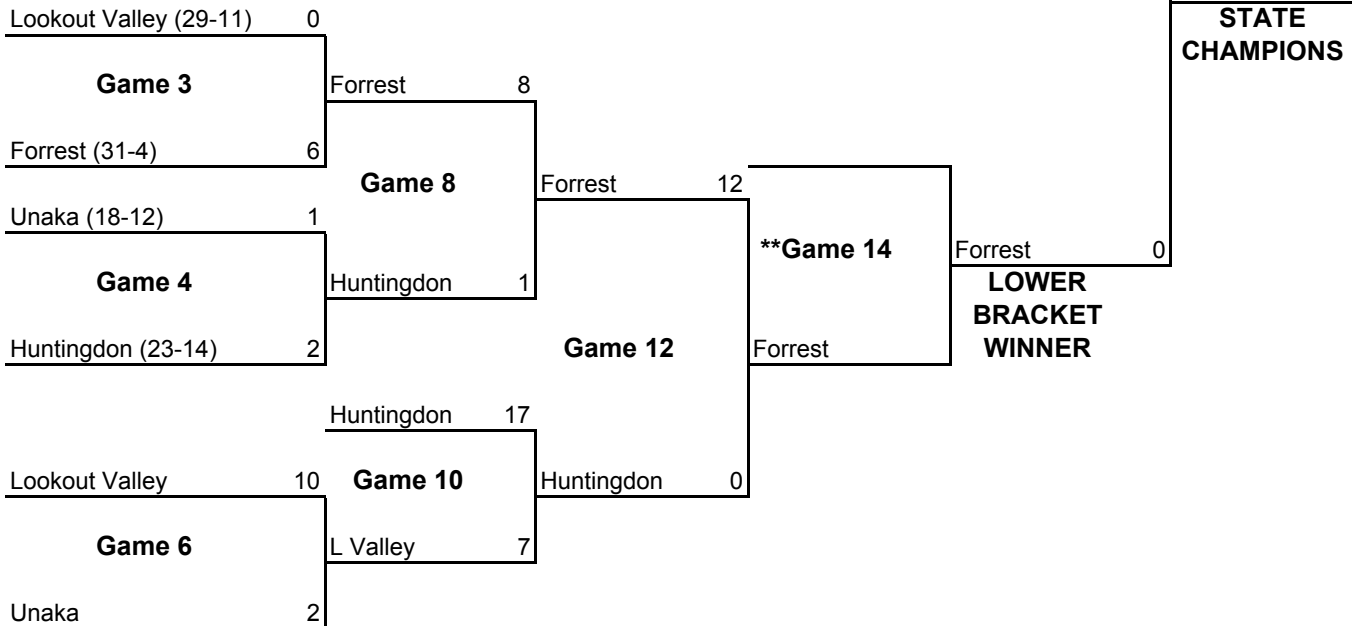 Lookout Valley (29-11) 0
STATE
CHAMPIONS
Game 3
Forrest 8
Forrest (31-4) 6
Game 8
Forrest 12
Unaka (18-12) 1
**Game 14
Forrest 0
Game 4
Huntingdon 1
LOWER
BRACKET
WINNER
Huntingdon (23-14) 2
Game 12
Forrest
Huntingdon 17
Lookout Valley 10
Game 10
Huntingdon 0
Game 6
L Valley 7
Unaka 2